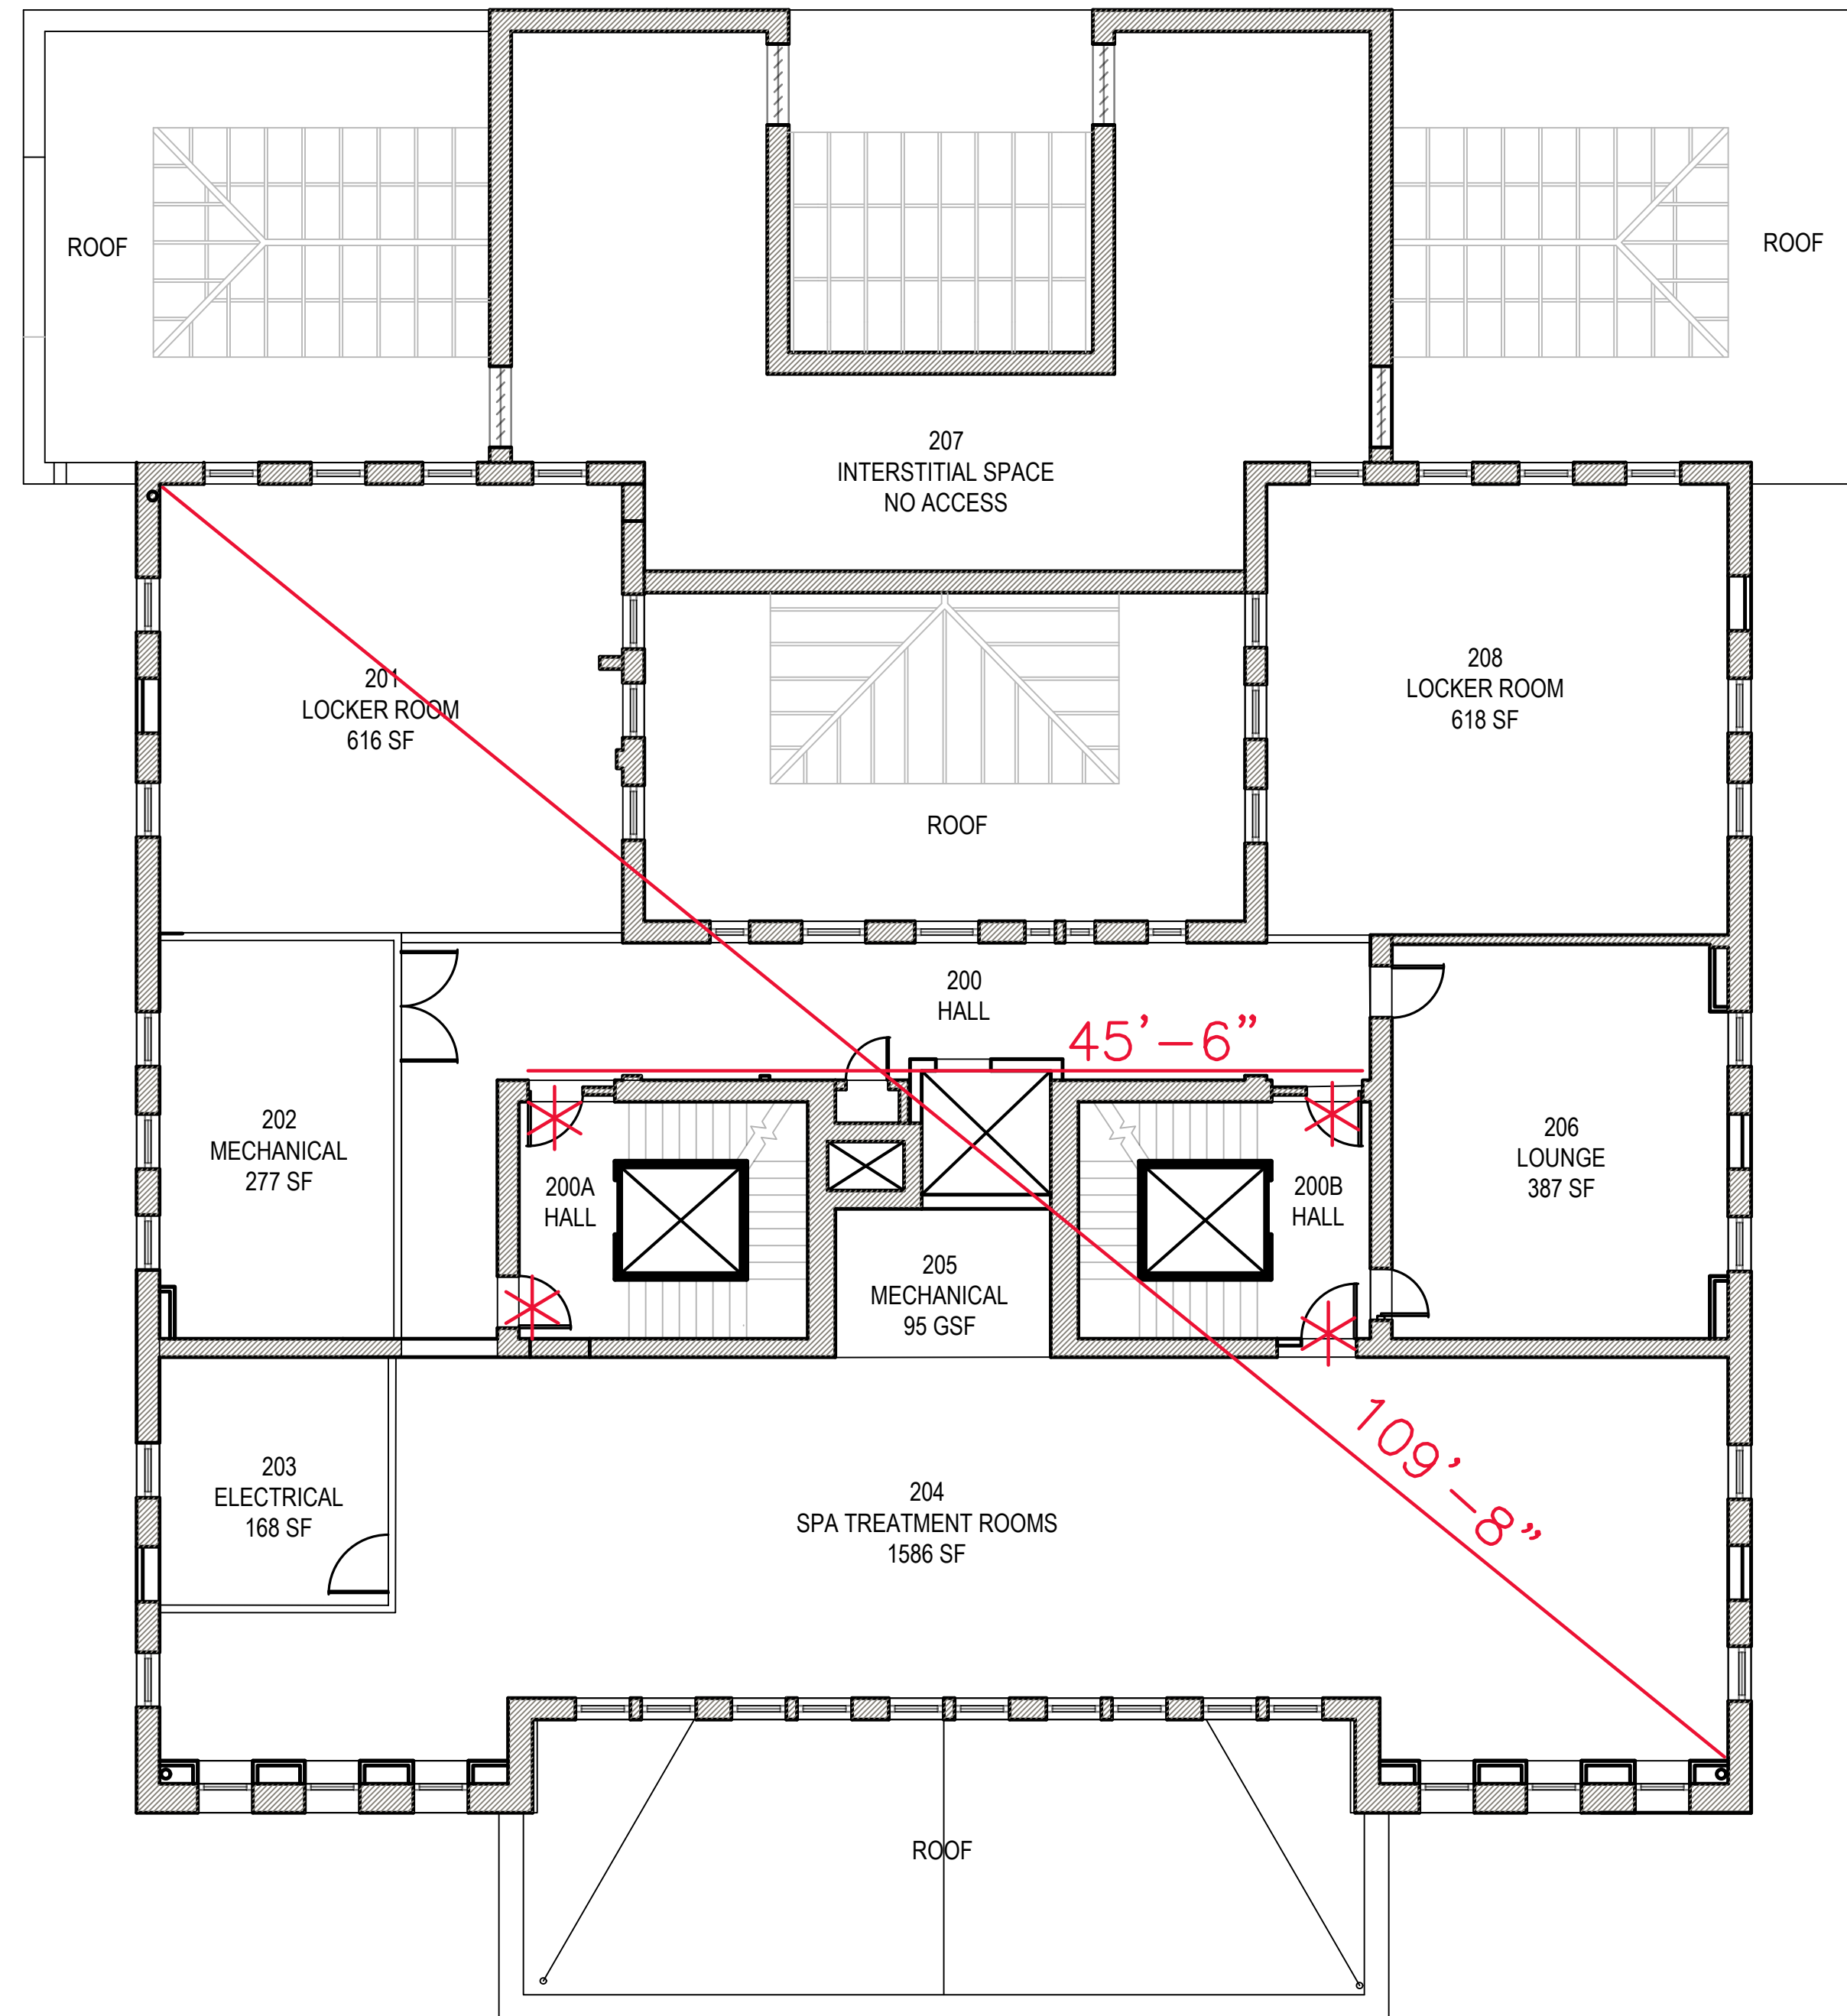 ROOF
ROOF
207
INTERSTITIAL SPACE
NO ACCESS
201
LOCKER ROOM
616 SF
208
LOCKER ROOM
618 SF
ROOF
200
HALL
45'-6"
202
MECHANICAL
277 SF
200A
HALL
200B
HALL
206
LOUNGE
387 SF
205
MECHANICAL
95 GSF
109'-8"
203
ELECTRICAL
168 SF
204
SPA TREATMENT ROOMS
1586 SF
ROOF